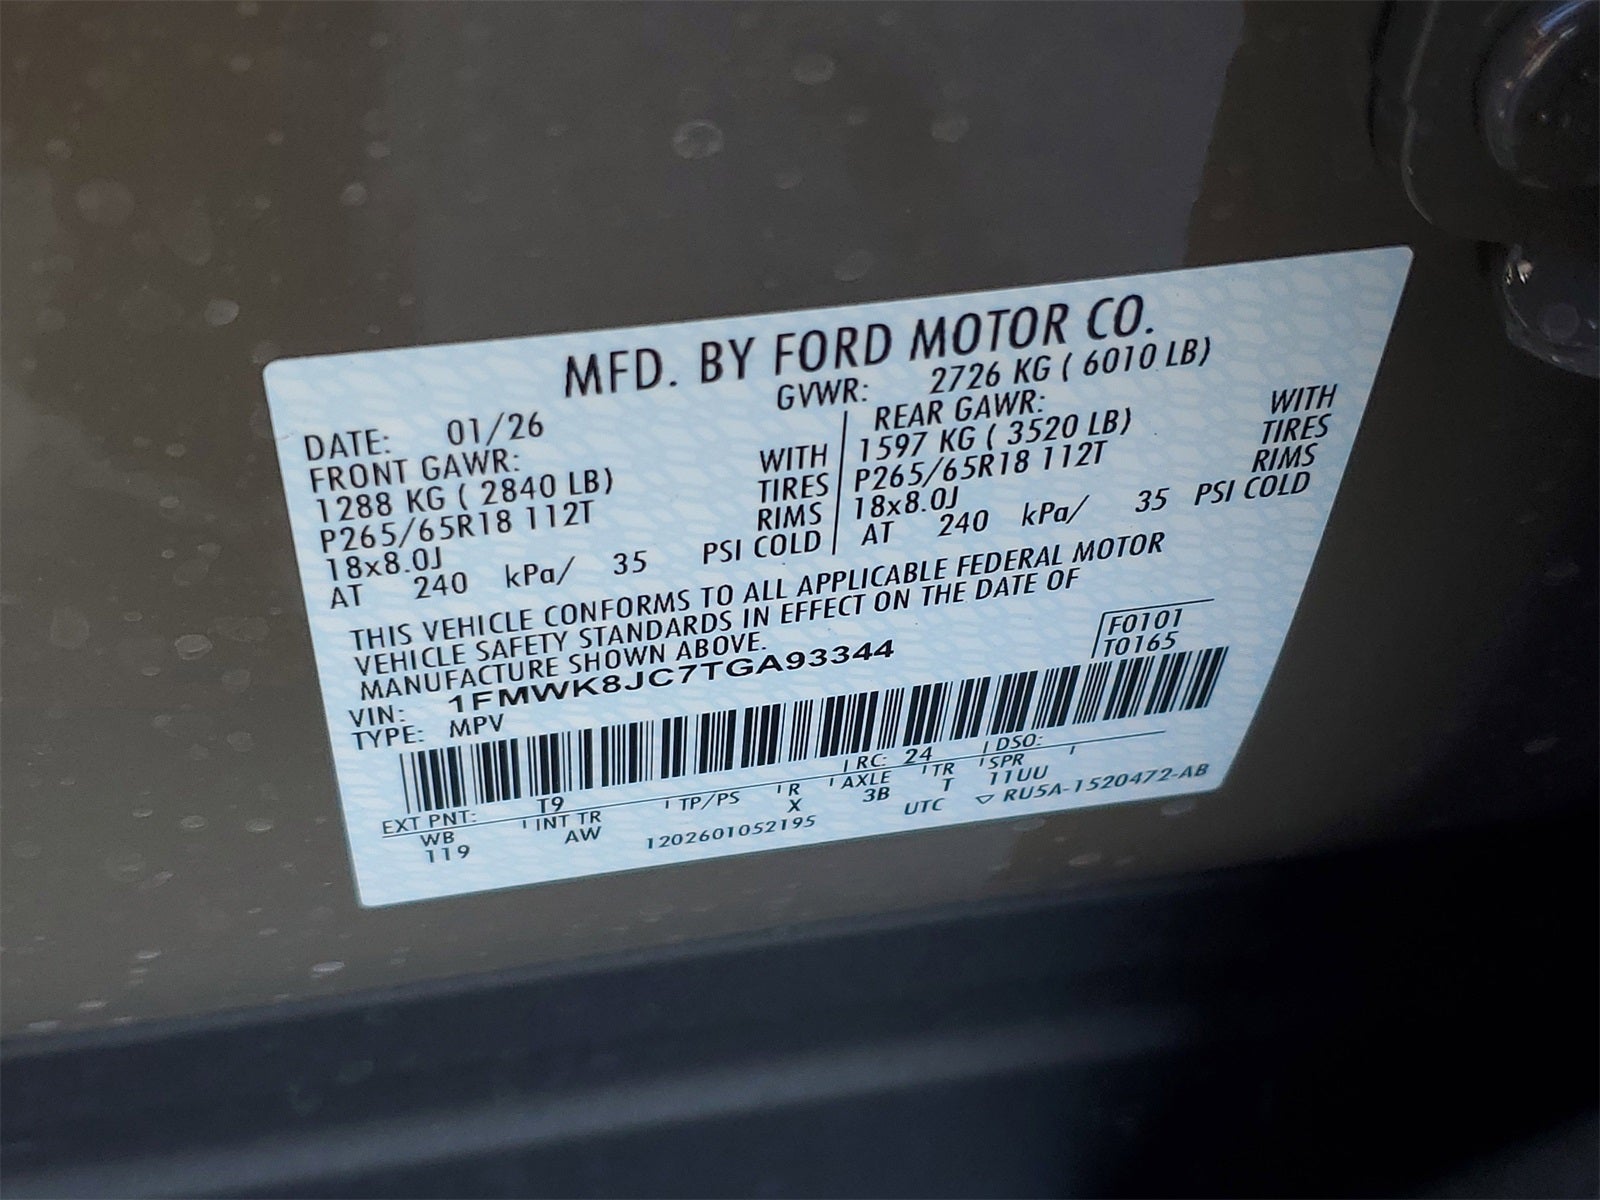 MFD. BY FORD MOTOR CO.
DATE: 01/26 GVWR: 2726 KG ( 6010 LB)
FRONT GAWR: REAR GAWR:
1288 KG ( 2840 LB) WITH 1597 KG ( 3520 LB) WITH
P265/65R18 112T TIRES P265/65R18 112T TIRES
18x8.0J RIMS 18x8.0J RIMS
AT 240 kPa/ 35 PSI COLD AT 240 kPa/ 35 PSI COLD
THIS VEHICLE CONFORMS TO ALL APPLICABLE FEDERAL MOTOR
VEHICLE SAFETY STANDARDS IN EFFECT ON THE DATE OF
MANUFACTURE SHOWN ABOVE.
VIN: 1FMWK8JC7TGA93344 F0101
TYPE: MPV T0165
EXT PNT: T9 RC: 24 DSO:
WB INT TR TP/PS R AXLE TR SPR
119 AW X 3B T 11UU
1202601052195 UTC ▽ RU5A-1520472-AB